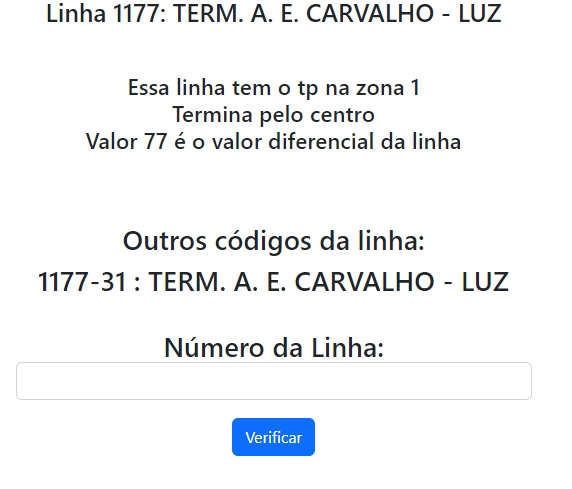 Linha 1177: TERM. A. E. CARVALHO - LUZ
Essa linha tem o tp na zona 1
Termina pelo centro
Valor 77 é o valor diferencial da linha
Outros códigos da linha:
1177-31 : TERM. A. E. CARVALHO - LUZ
Número da Linha:
Verificar